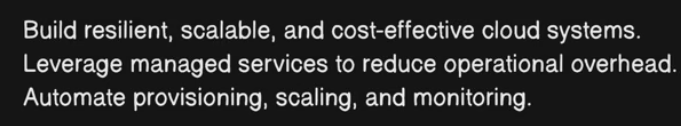 Build resilient, scalable, and cost-effective cloud systems.
Leverage managed services to reduce operational overhead.
Automate provisioning, scaling, and monitoring.